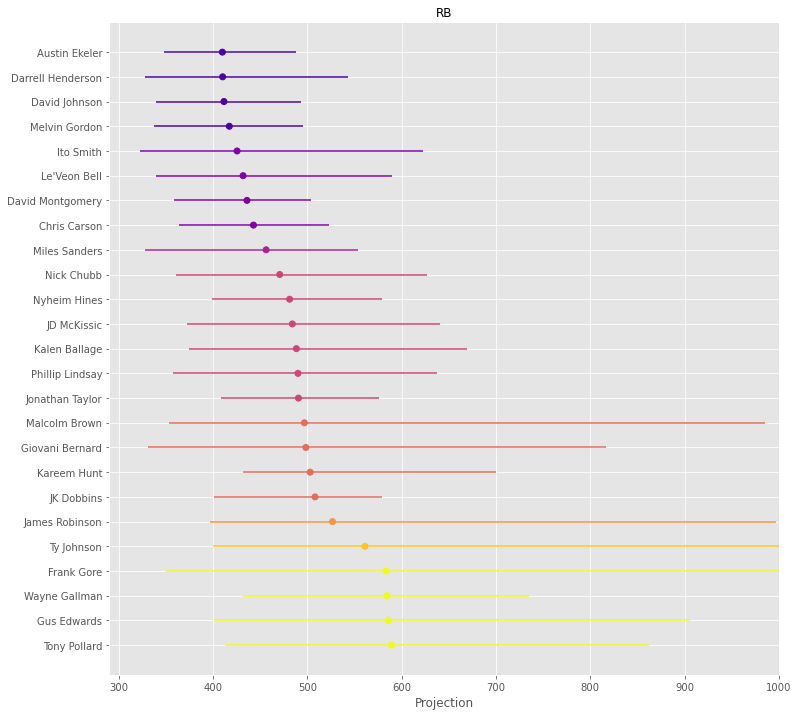 RB
Austin Ekeler
Darrell Henderson
David Johnson
Melvin Gordon
Ito Smith
Le'Veon Bell
David Montgomery
Chris Carson
Miles Sanders
Nick Chubb
Nyheim Hines
JD McKissic
Kalen Ballage
Phillip Lindsay
Jonathan Taylor
Malcolm Brown
Giovani Bernard
Kareem Hunt
JK Dobbins
James Robinson
Ty Johnson
Frank Gore
Wayne Gallman
Gus Edwards
Tony Pollard
300 400 500 600 700 800 900 1000
Projection